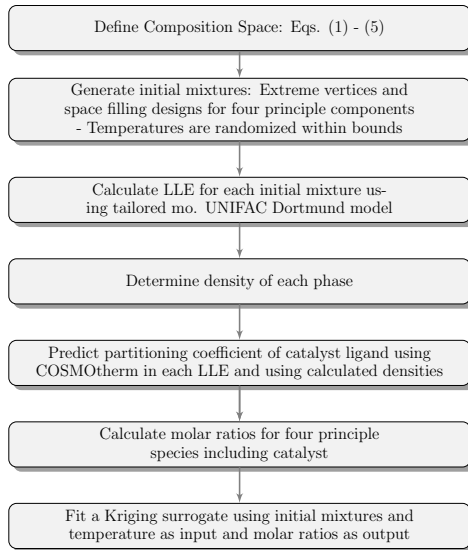 Define Composition Space: Eqs. (1) - (5)
Generate initial mixtures: Extreme vertices and
space filling designs for four principle components
- Temperatures are randomized within bounds
Calculate LLE for each initial mixture us-
ing tailored mo. UNIFAC Dortmund model
Determine density of each phase
Predict partitioning coefficient of catalyst ligand using
COSMOtherm in each LLE and using calculated densities
Calculate molar ratios for four principle
species including catalyst
Fit a Kriging surrogate using initial mixtures and
temperature as input and molar ratios as output